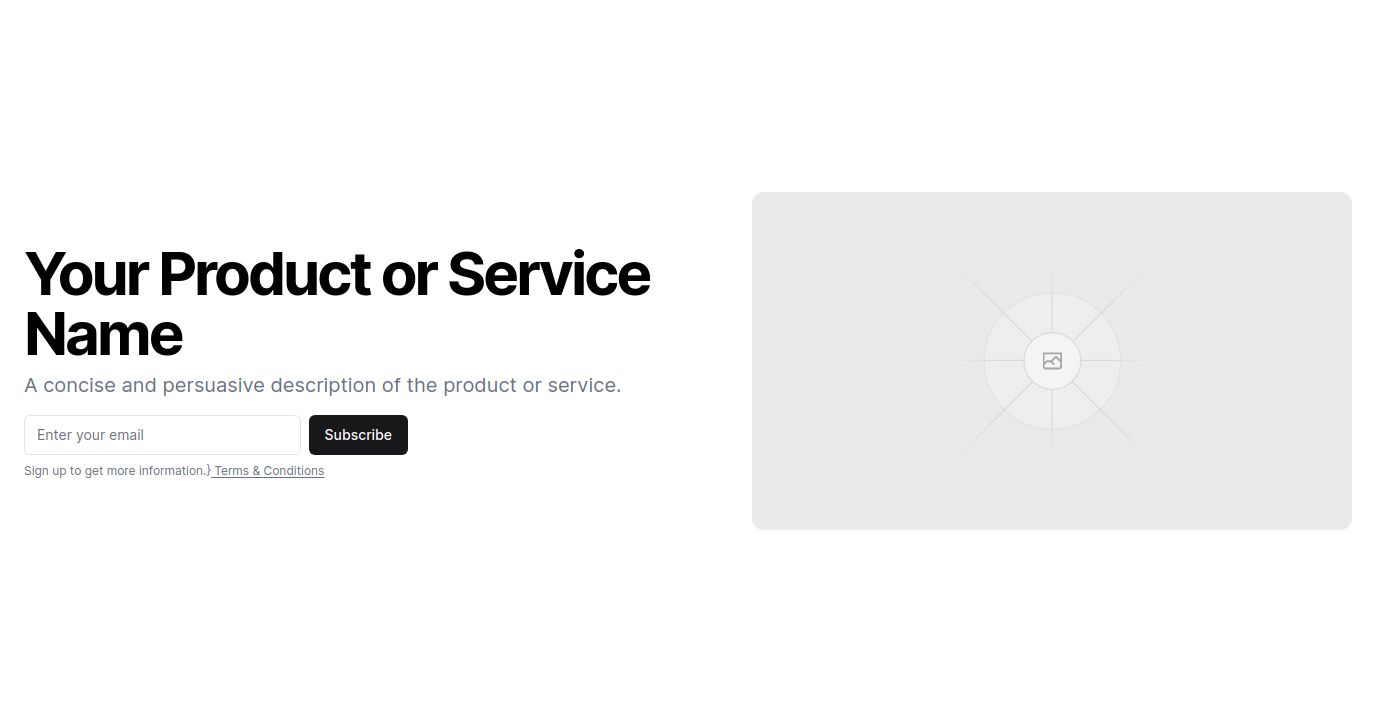 Your Product or Service
Name
A concise and persuasive description of the product or service.
Enter your email
Subscribe
Sign up to get more information.} Terms & Conditions